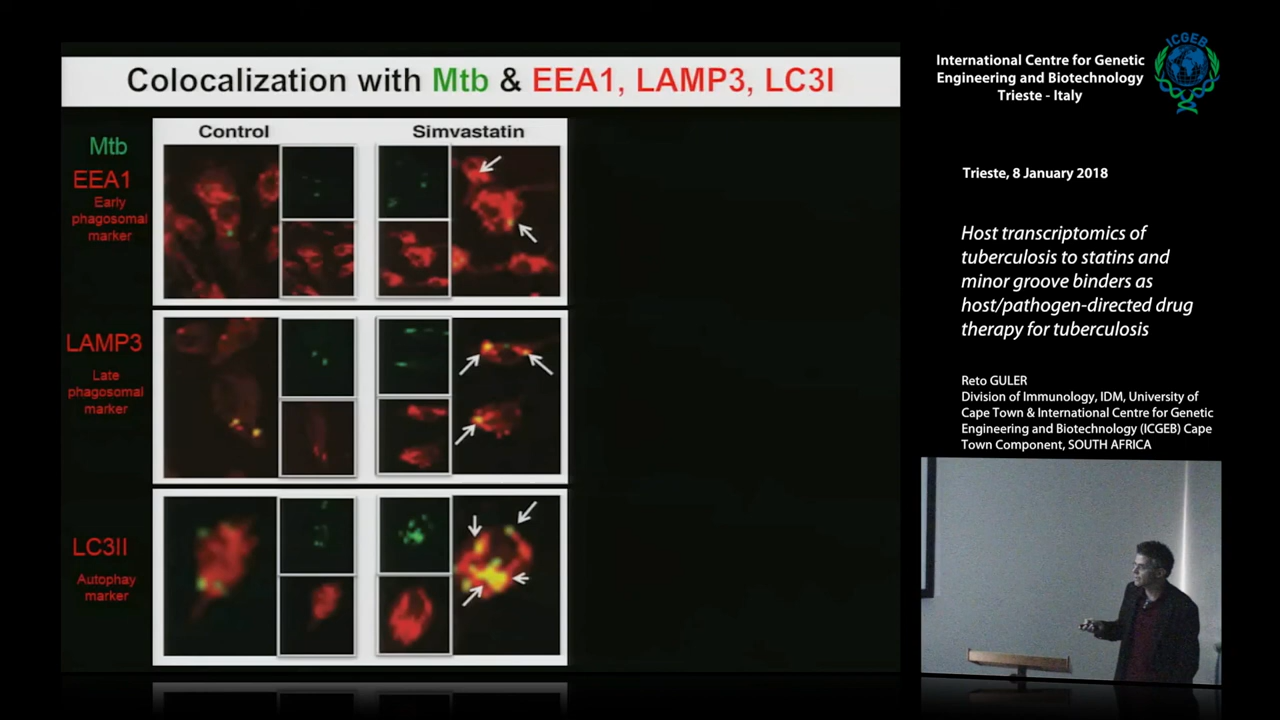 Colocalization with Mtb & EEA1, LAMP3, LC3I
Control
Simvastatin
Mtb
EEA1
Early
phagosomal
marker
LAMP3
Late
phagosomal
marker
LC3II
Autophay
marker
ICGEB
International Centre for Genetic
Engineering and Biotechnology
Trieste - Italy
Trieste, 8 January 2018
Host transcriptomics of
tuberculosis to statins and
minor groove binders as
host/pathogen-directed drug
therapy for tuberculosis
Reto GULER
Division of Immunology, IDM, University of
Cape Town & International Centre for Genetic
Engineering and Biotechnology (ICGEB) Cape
Town Component, SOUTH AFRICA